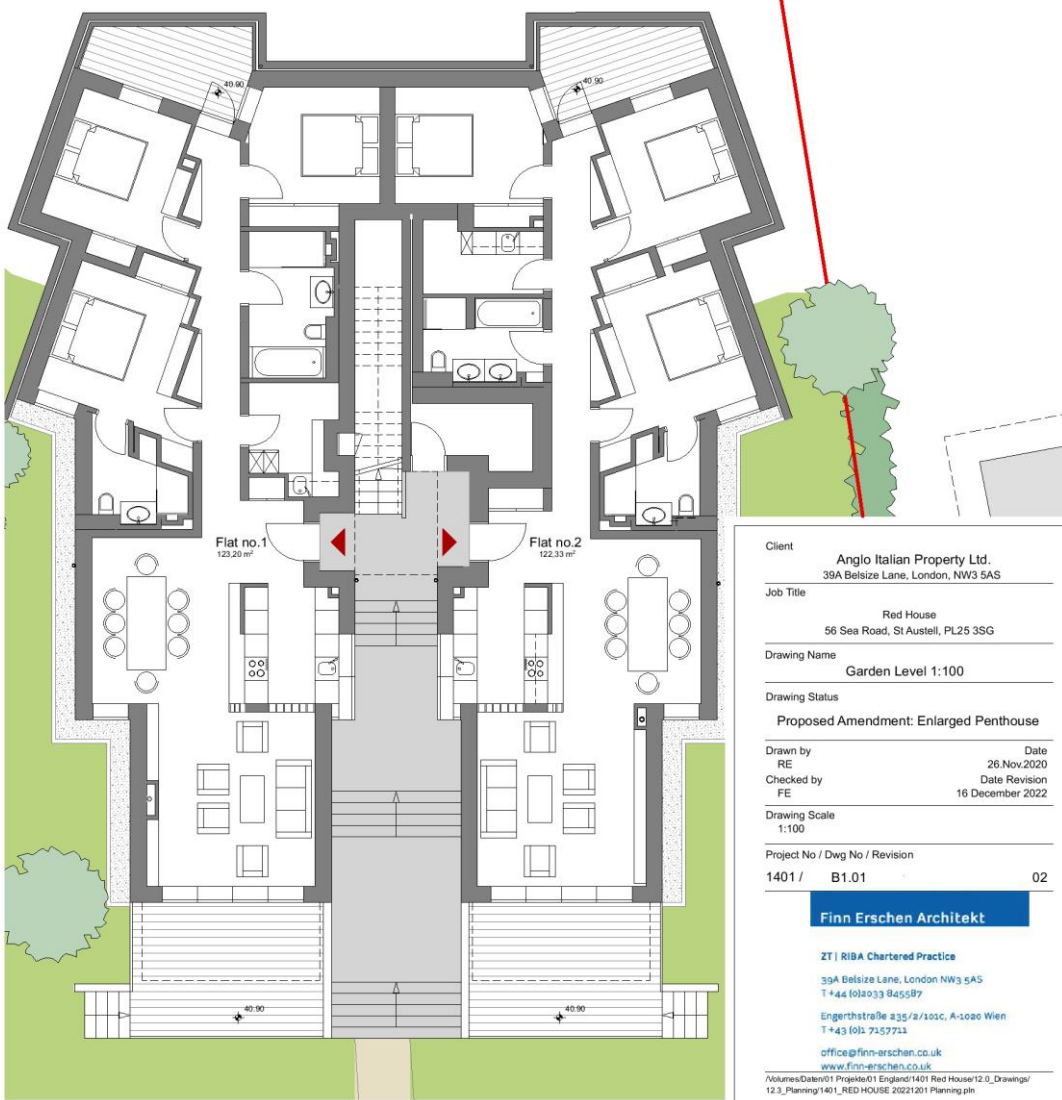 40.90
40.90
Flat no.1
123,20 m²
Flat no.2
122,33 m²
40.90
40.90
Client
Anglo Italian Property Ltd.
39A Belsize Lane, London, NW3 5AS
Job Title
Red House
56 Sea Road, St Austell, PL25 3SG
Drawing Name
Garden Level 1:100
Drawing Status
Proposed Amendment: Enlarged Penthouse
Drawn by Date
RE 26.Nov.2020
Checked by Date Revision
FE 16 December 2022
Drawing Scale
1:100
Project No / Dwg No / Revision
1401 / B1.01 02
Finn Erschen Architekt
ZT | RIBA Chartered Practice
39A Belsize Lane, London NW3 5AS
T +44 (0)2033 845587
Engerthstraße 235/2/101c, A-1020 Wien
T +43 (0)1 7157711
office@finn-erschen.co.uk
www.finn-erschen.co.uk
/Volumes/Daten/01 Projekte/01 England/1401 Red House/12.0_Drawings/
12.3_Planning/1401_RED HOUSE 20221201 Planning.pln